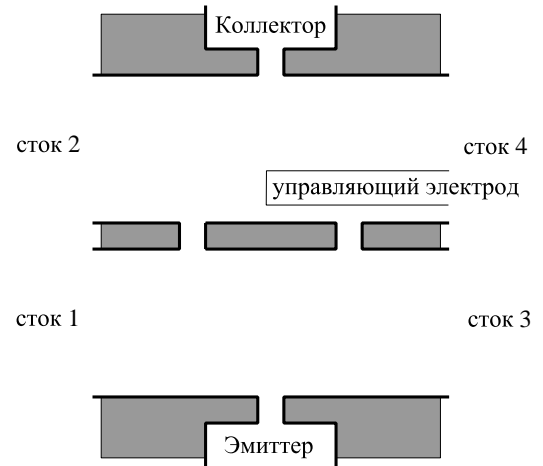 Коллектор
сток 2
сток 4
управляющий электрод
сток 1
сток 3
Эмиттер